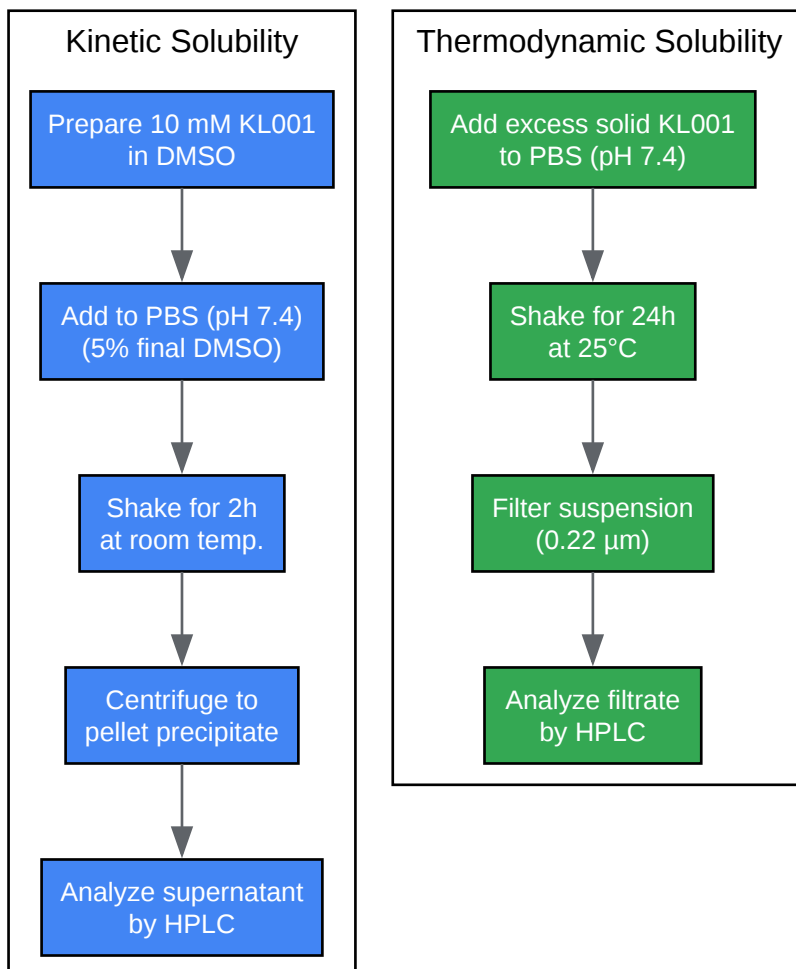 Kinetic Solubility
Prepare 10 mM KL001
in DMSO
Add to PBS (pH 7.4)
(5% final DMSO)
Shake for 2h
at room temp.
Centrifuge to
pellet precipitate
Analyze supernatant
by HPLC
Thermodynamic Solubility
Add excess solid KL001
to PBS (pH 7.4)
Shake for 24h
at 25°C
Filter suspension
(0.22 µm)
Analyze filtrate
by HPLC